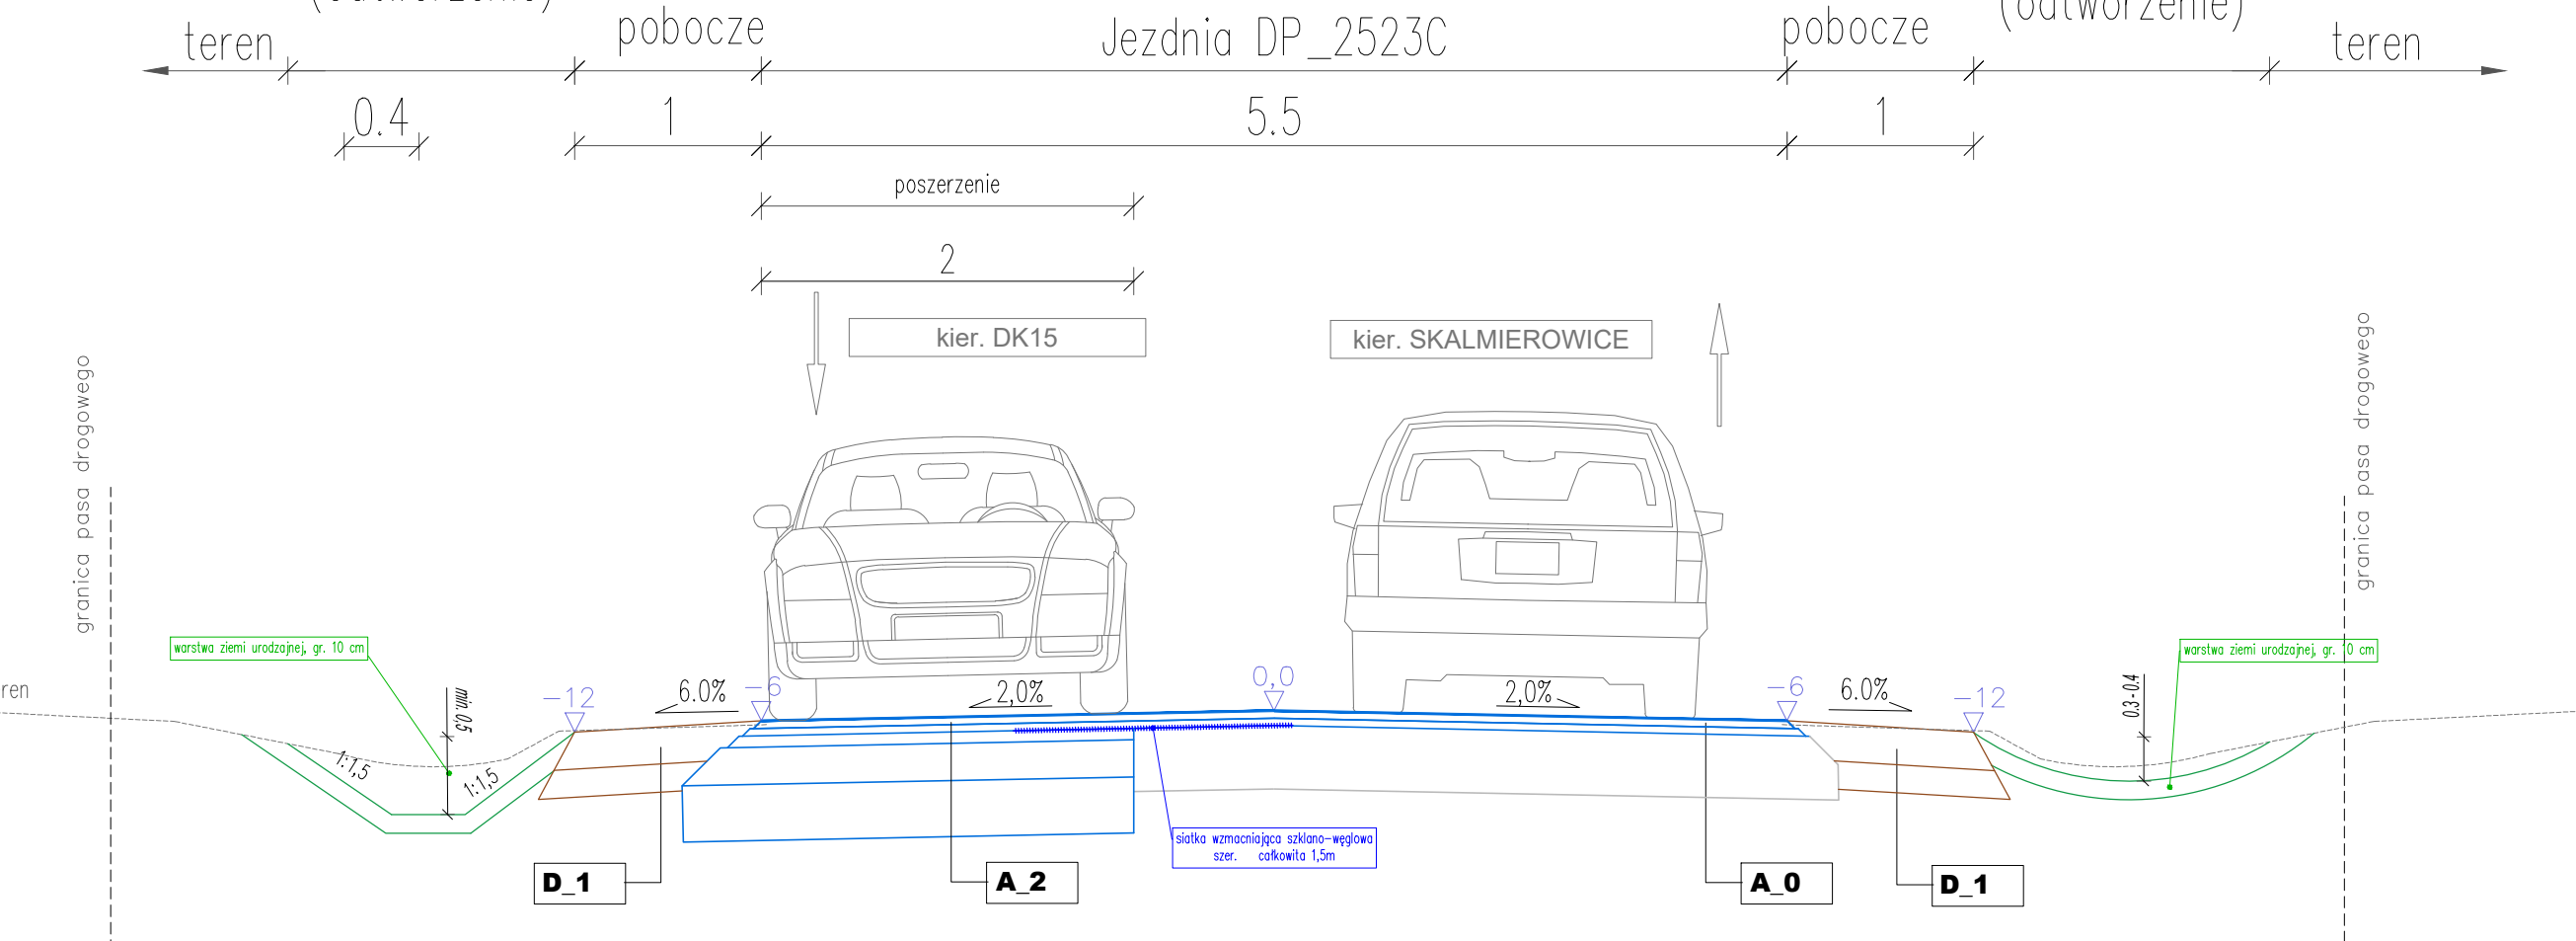 (odtworzenie)
(odtworzenie)
teren
pobocze
Jezdnia DP_2523C
pobocze
teren
0.4
1
5.5
1
poszerzenie
2
kier. DK15
kier. SKALMIEROWICE
granica pasa drogowego
granica pasa drogowego
warstwa ziemi urodzajnej, gr. 10 cm
warstwa ziemi urodzajnej, gr. 10 cm
ren
min. 0.5
-12
6.0%
-6
2,0%
0,0
2,0%
-6
6.0%
-12
0.3-0.4
1:1,5
1:1,5
siatka wzmacniająca szklano-węglowa
szer. całkowita 1,5m
D_1
A_2
A_0
D_1